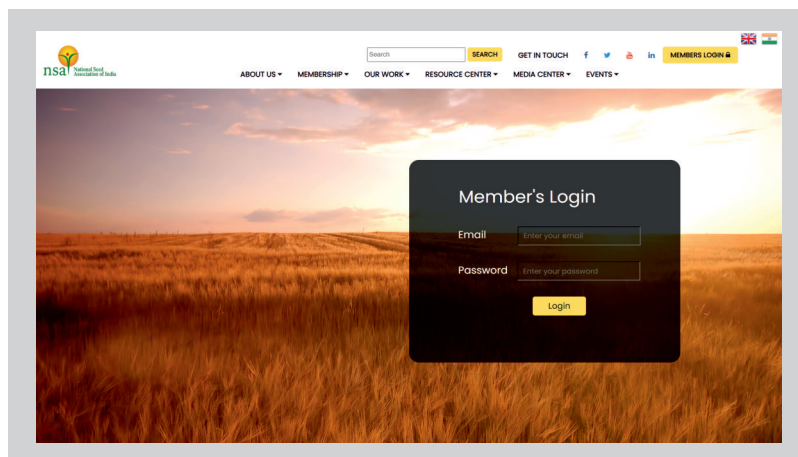 nsai National Seed
Association of India
Search SEARCH GET IN TOUCH f in MEMBERS LOGIN
ABOUT US MEMBERSHIP OUR WORK RESOURCE CENTER MEDIA CENTER EVENTS
Member's Login
Email Enter your email
Password Enter your password
Login